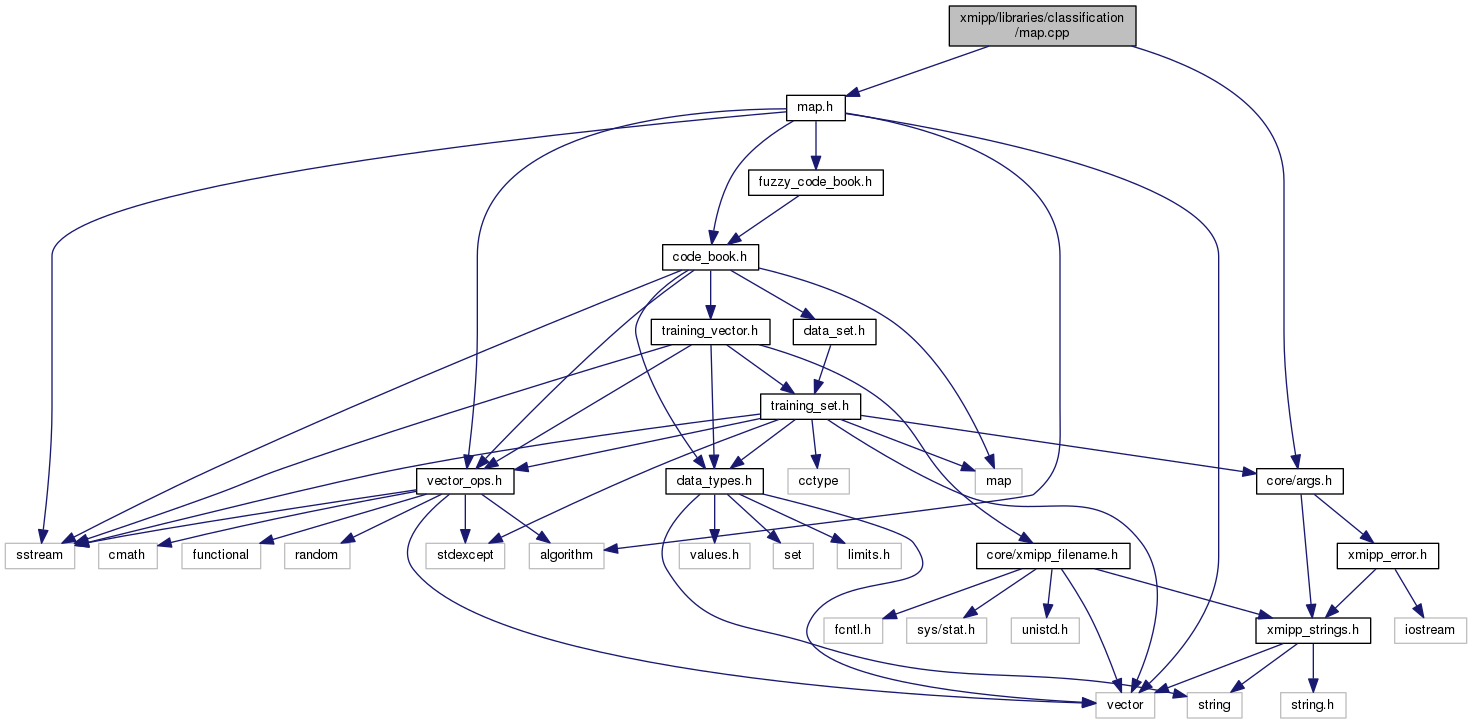 xmipp/libraries/classification
/map.cpp
map.h
fuzzy_code_book.h
code_book.h
training_vector.h
data_set.h
training_set.h
vector_ops.h
data_types.h
cctype
map
core/args.h
sstream
cmath
functional
random
stdexcept
algorithm
values.h
set
limits.h
core/xmipp_filename.h
xmipp_error.h
fcntl.h
sys/stat.h
unistd.h
xmipp_strings.h
iostream
vector
string
string.h